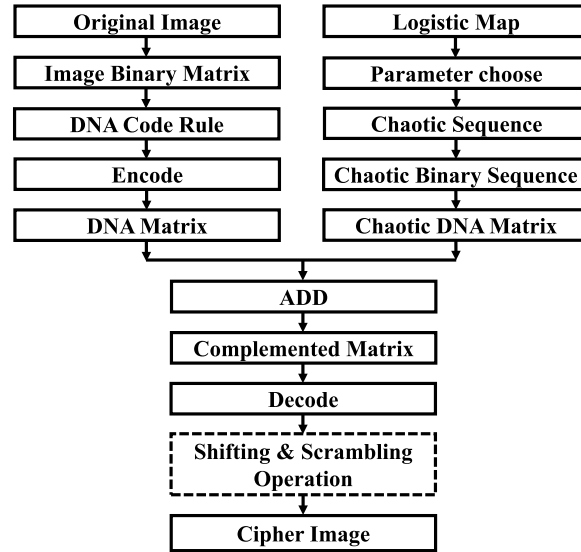 Original Image
Image Binary Matrix
DNA Code Rule
Encode
DNA Matrix
Logistic Map
Parameter choose
Chaotic Sequence
Chaotic Binary Sequence
Chaotic DNA Matrix
ADD
Complemented Matrix
Decode
Shifting & Scrambling
Operation
Cipher Image